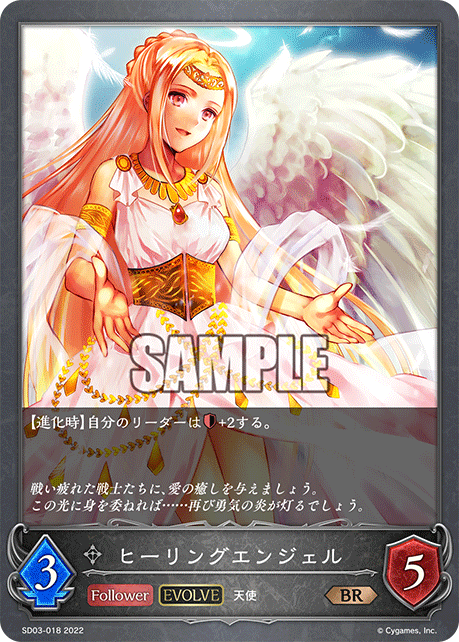 SAMPLE
【進化時】自分のリーダーは+2する。
戦い疲れた戦士たちに、愛の癒しを与えましょう。
この光に身を委ねれば……再び勇気の炎が灯るでしょう。
3
ヒーリングエンジェル
5
Follower EVOLVE 天使 BR
SD03-018 2022 © Cygames, Inc.